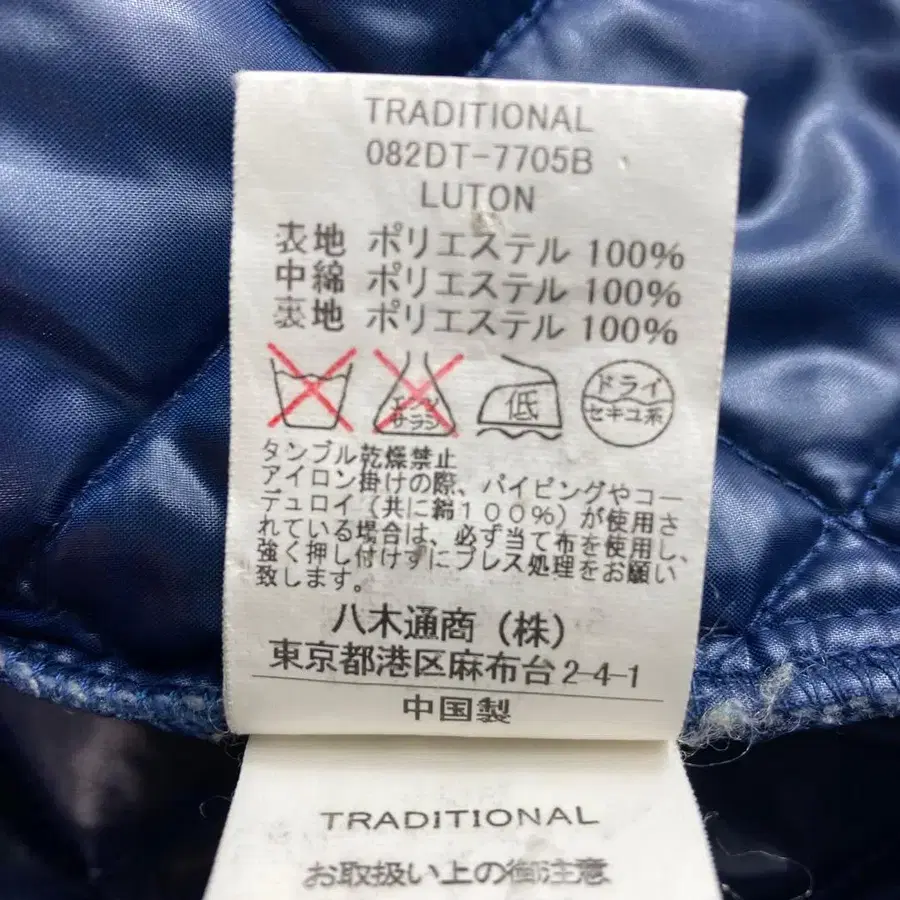 TRADITIONAL
082DT-7705B
LUTON
表地 ポリエステル 100%
中綿 ポリエステル 100%
裏地 ポリエステル 100%
エンソ
サラシ
低
ドライ
セキユ系
タンブル乾燥禁止
アイロン掛けの際、パイピングやコー
デュロイ(共に綿100%)が使用さ
れている場合は、必ず当て布を使用し、
強く押し付けずにプレス処理をお願い
致します。
八木通商(株)
東京都港区麻布台2-4-1
中国製
TRADITIONAL
お取扱い上の御注意